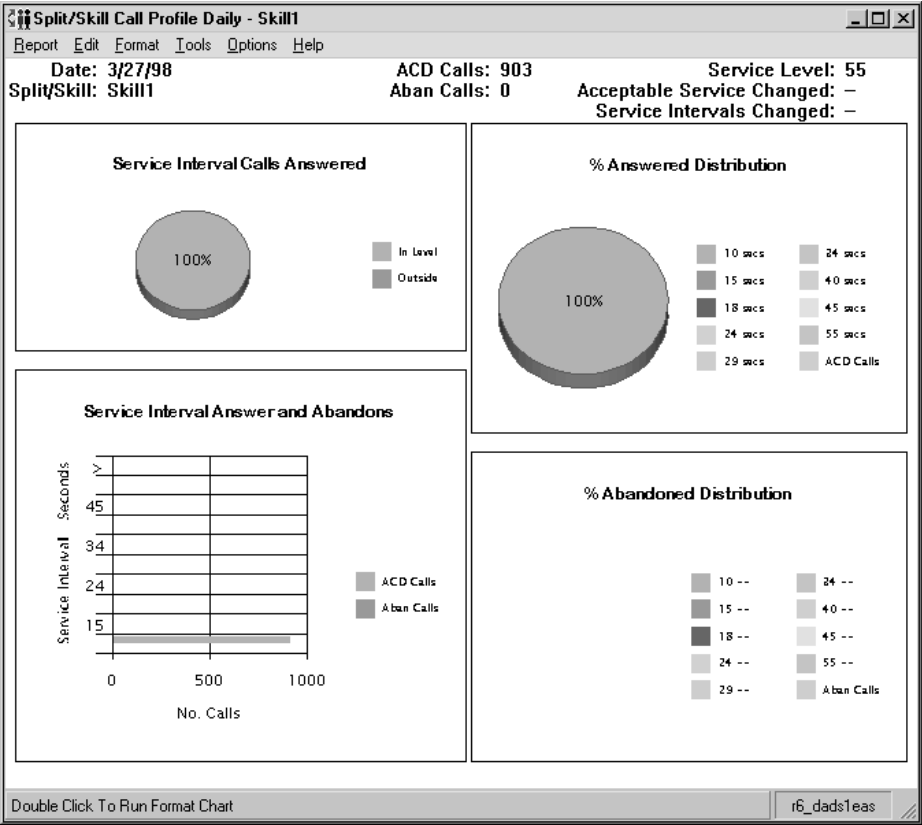 Split/Skill Call Profile Daily - Skill1
Report Edit Format Tools Options Help
Date: 3/27/98 ACD Calls: 903 Service Level: 55
Split/Skill: Skill1 Aban Calls: 0 Acceptable Service Changed: –
Service Intervals Changed: –
Service Interval Calls Answered
100%
In Level
Outside
% Answered Distribution
100%
10 secs 34 secs
15 secs 40 secs
18 secs 45 secs
24 secs 55 secs
29 secs ACD Calls
Service Interval Answer and Abandons
Service Interval Seconds
>
45
34
24
15
0 500 1000
No. Calls
ACD Calls
Aban Calls
% Abandoned Distribution
10 -- 34 --
15 -- 40 --
18 -- 45 --
24 -- 55 --
29 -- Aban Calls
Double Click To Run Format Chart r6_dads1eas